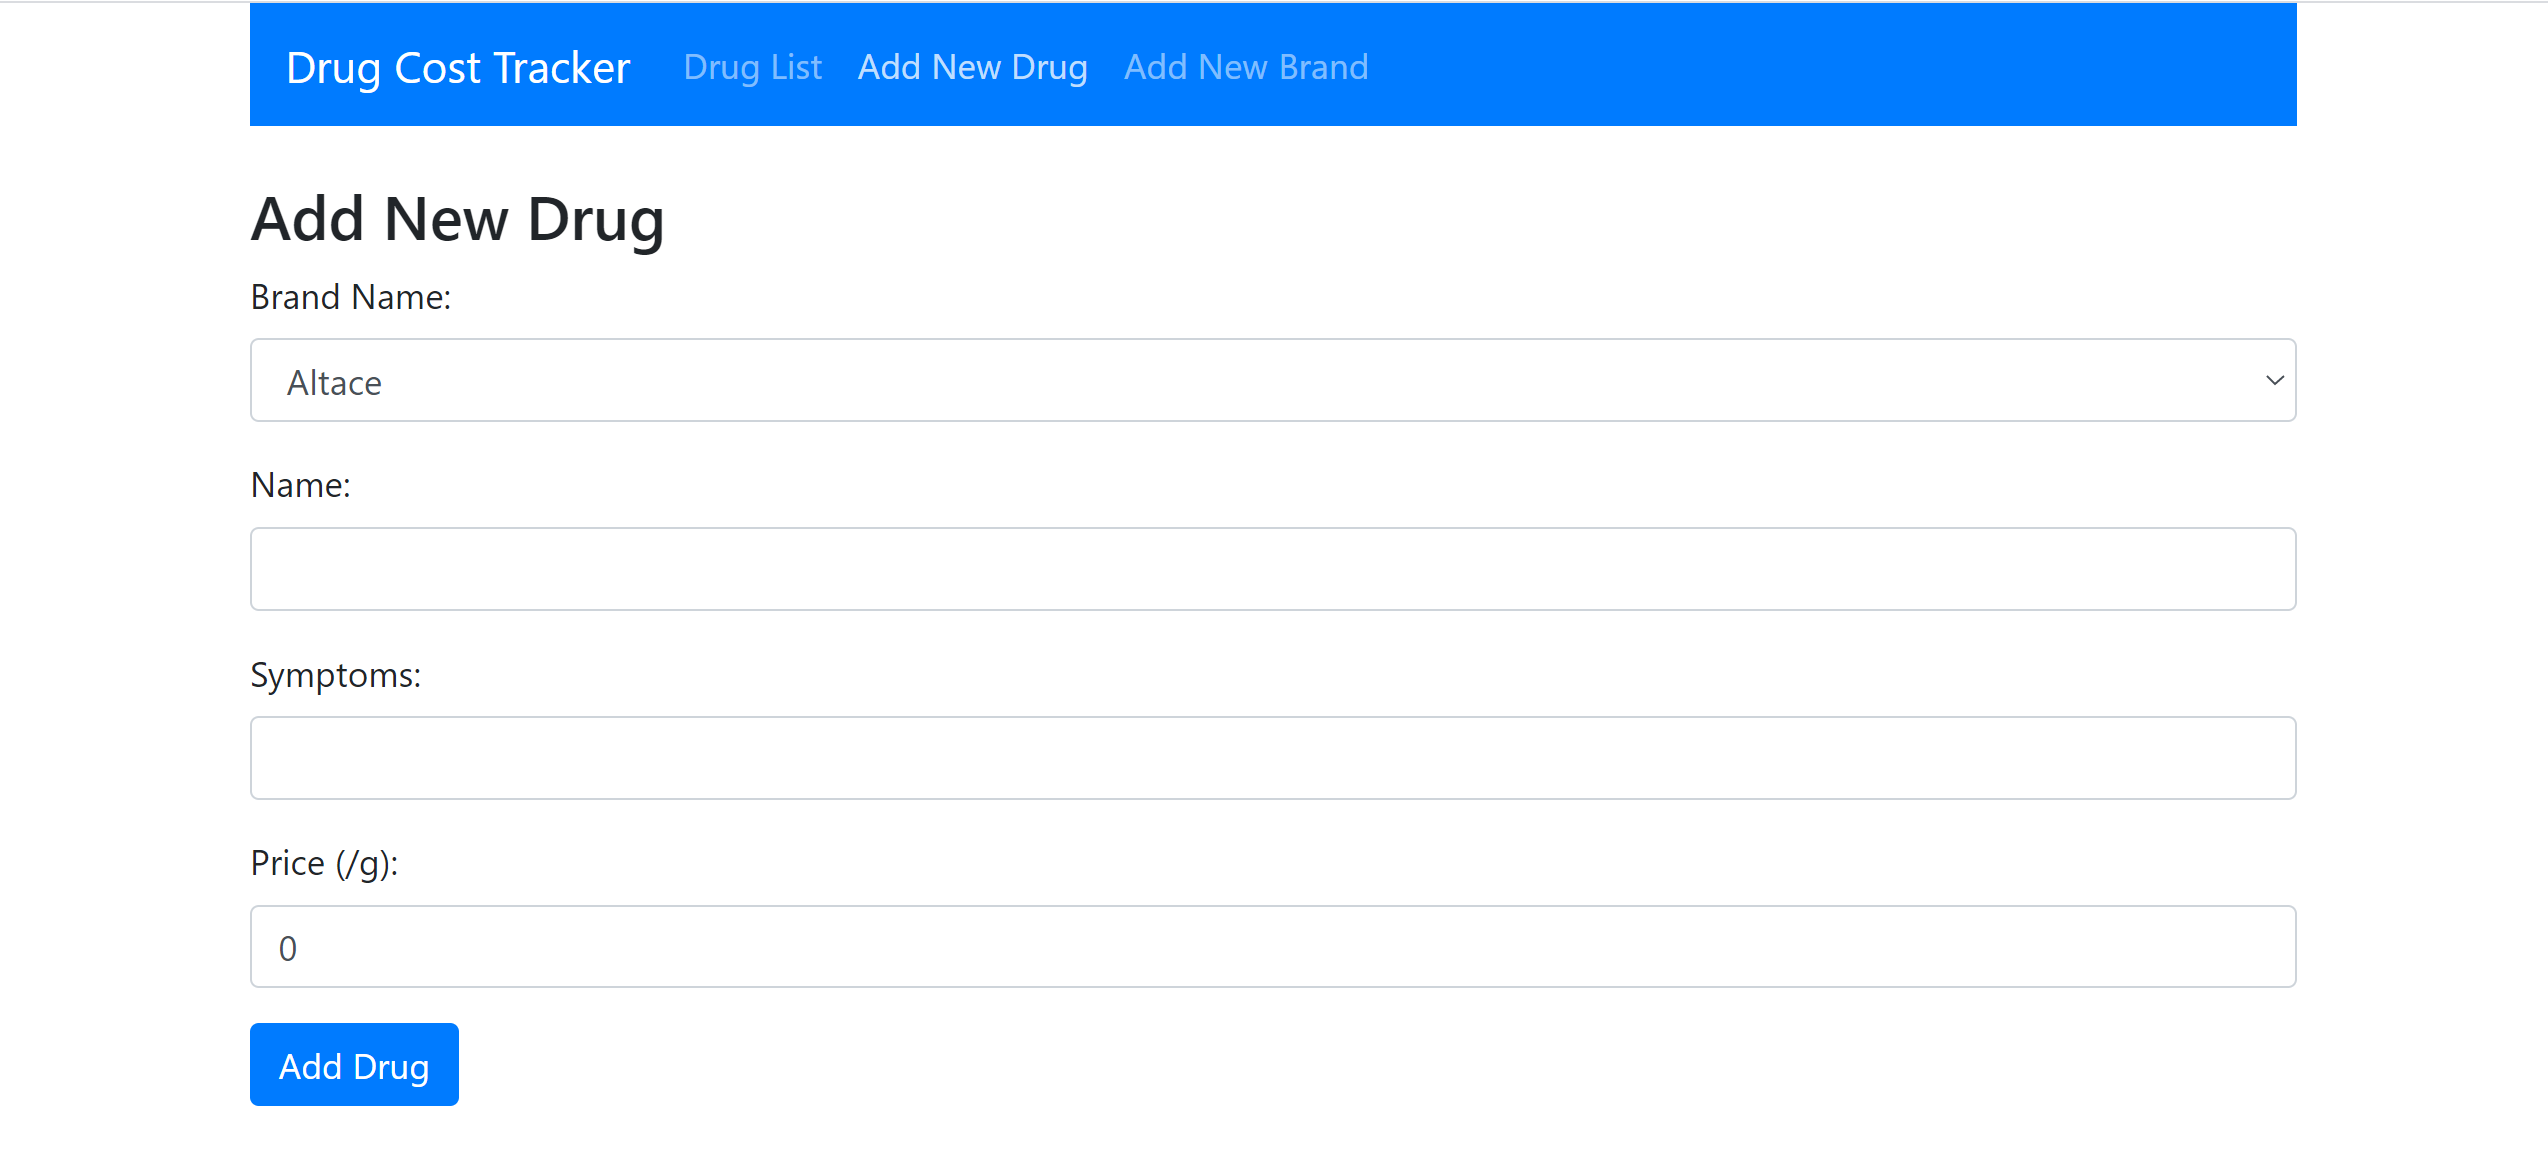 Drug Cost Tracker Drug List Add New Drug Add New Brand
Add New Drug
Brand Name:
Altace
Name:
Symptoms:
Price (/g):
0
Add Drug